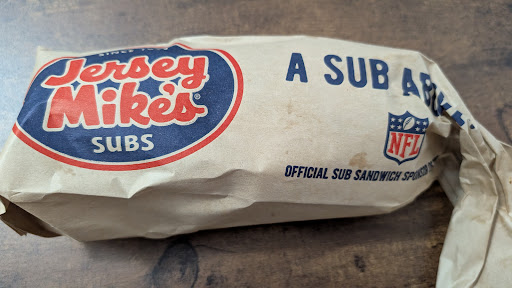 Jersey
Mike's®
SUBS
A SUB A
NFL
OFFICIAL SUB SANDWICH